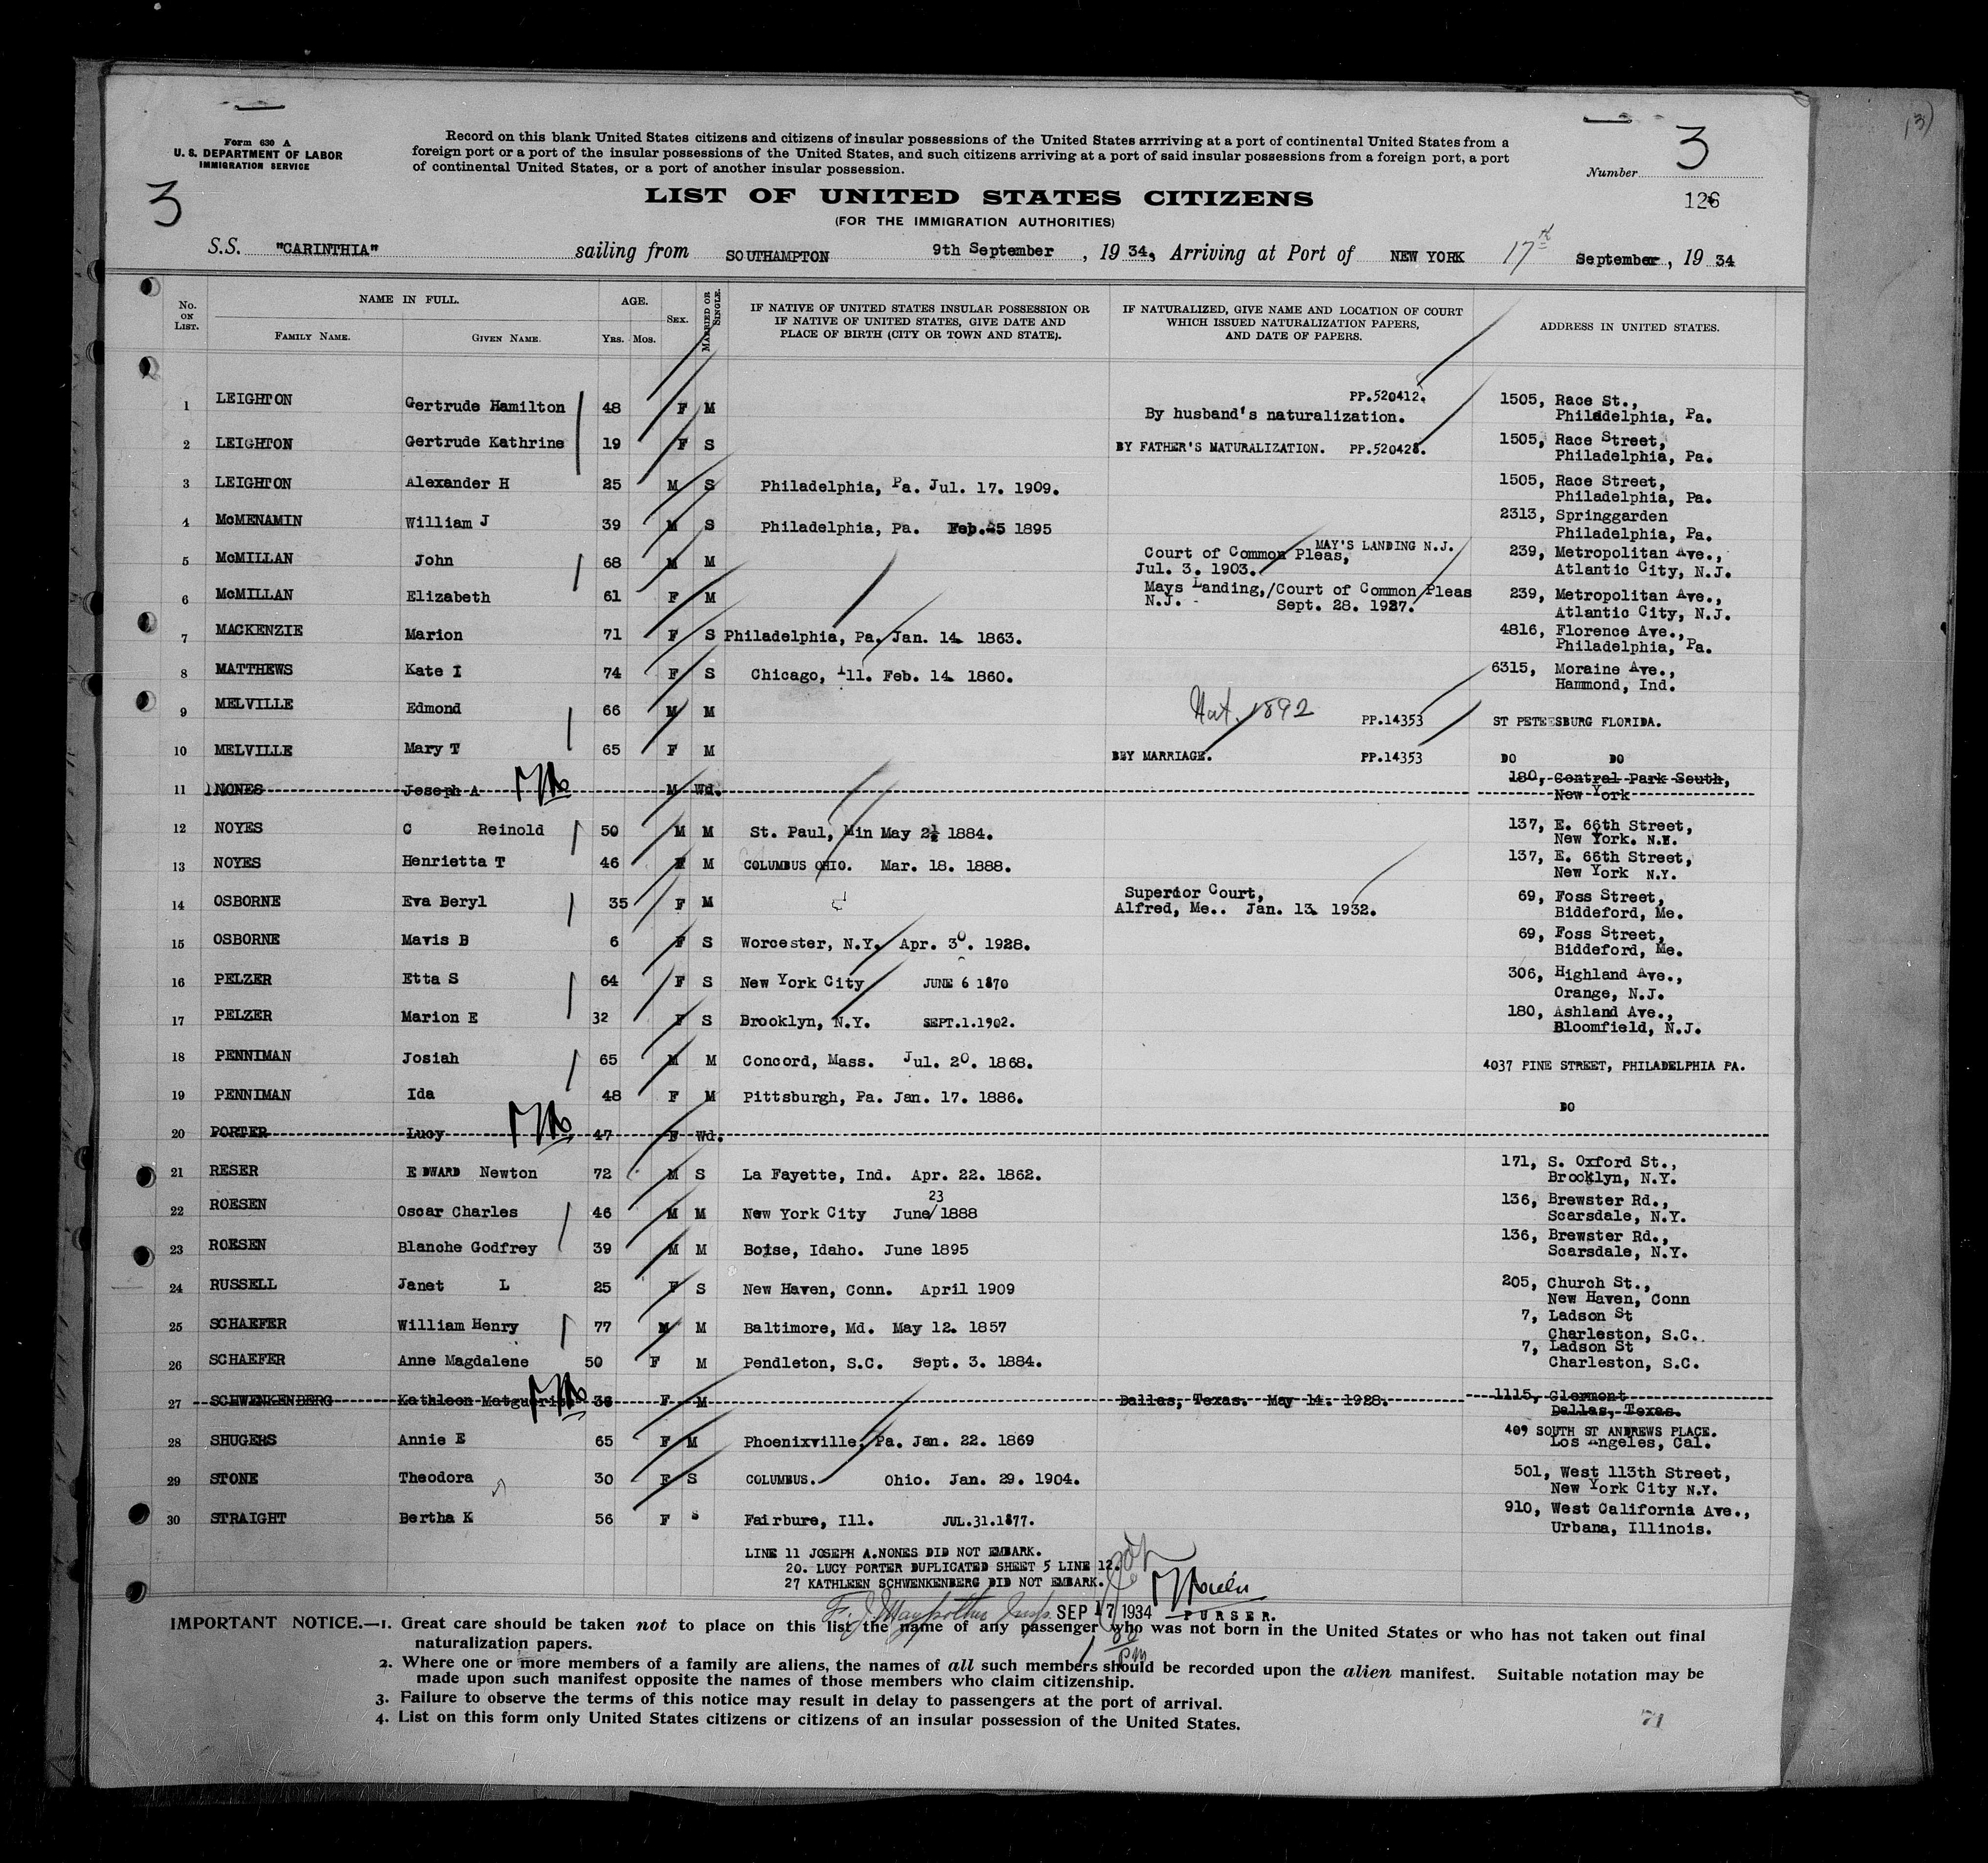 Form 630 A
U. S. DEPARTMENT OF LABOR
IMMIGRATION SERVICE
Record on this blank United States citizens and citizens of insular possessions of the United States arrriving at a port of continental United States from a
foreign port or a port of the insular possessions of the United States, and such citizens arriving at a port of said insular possessions from a foreign port, a port
of continental United States, or a port of another insular possession.
Number 3
3
126
LIST OF UNITED STATES CITIZENS
(FOR THE IMMIGRATION AUTHORITIES)
S.S. "CARINTHIA" sailing from SOUTHAMPTON 9th September, 1934, Arriving at Port of NEW YORK 17th September, 1934
No. ON LIST. NAME IN FULL. FAMILY NAME. GIVEN NAME. AGE. Yrs. Mos. SEX. MARRIED OR SINGLE. IF NATIVE OF UNITED STATES INSULAR POSSESSION OR IF NATIVE OF UNITED STATES, GIVE DATE AND PLACE OF BIRTH (CITY OR TOWN AND STATE). IF NATURALIZED, GIVE NAME AND LOCATION OF COURT WHICH ISSUED NATURALIZATION PAPERS, AND DATE OF PAPERS. ADDRESS IN UNITED STATES.
1 LEIGHTON Gertrude Hamilton 48 F M PP.520412. By husband's naturalization. 1505, Race St., Philadelphia, Pa.
2 LEIGHTON Gertrude Kathrine 19 F S BY FATHER'S MATURALIZATION. PP.520428. 1505, Race Street, Philadelphia, Pa.
3 LEIGHTON Alexander H 25 M S Philadelphia, Pa. Jul. 17. 1909. 1505, Race Street, Philadelphia, Pa.
4 McMENAMIN William J 39 M S Philadelphia, Pa. Feb. 25 1895 2313, Springgarden Philadelphia, Pa.
5 McMILLAN John 68 M M Court of Common Pleas, MAY'S LANDING N.J. Jul. 3. 1903. 239, Metropolitan Ave., Atlantic City, N.J.
6 McMILLAN Elizabeth 61 F M Mays Landing,/Court of Common Pleas N.J. - Sept. 28. 1927. 239, Metropolitan Ave., Atlantic City, N.J.
7 MACKENZIE Marion 71 F S Philadelphia, Pa. Jan. 14 1863. 4816, Florence Ave., Philadelphia, Pa.
8 MATTHEWS Kate I 74 F S Chicago, Ill. Feb. 14 1860. 6315, Moraine Ave., Hammond, Ind.
9 MELVILLE Edmond 66 M M Nat. 1892 PP.14353 ST PETEESBURG FLORIDA.
10 MELVILLE Mary T 65 F M BEY MARRIAGE. PP.14353 DO DO
11 NONES Joseph A M Wd. 180, Central Park South, New York
12 NOYES C Reinold 50 M M St. Paul, Min May 2 1884. 137, E. 66th Street, New York. N.Y.
13 NOYES Henrietta T 46 F M COLUMBUS OHIO. Mar. 18. 1888. 137, E. 66th Street, New York N.Y.
14 OSBORNE Eva Beryl 35 F M Superior Court, Alfred, Me.. Jan. 13 1932. 69, Foss Street, Biddeford, Me.
15 OSBORNE Mavis B 6 F S Worcester, N.Y. Apr. 30. 1928. 69, Foss Street, Biddeford, Me.
16 PELZER Etta S 64 F S New York City JUNE 6 1870 306, Highland Ave., Orange, N.J.
17 PELZER Marion E 32 F S Brooklyn, N.Y. SEPT.1.1902. 180, Ashland Ave., Bloomfield, N.J.
18 PENNIMAN Josiah 65 M M Concord, Mass. Jul. 20. 1868. 4037 PINE STREET, PHILADELPHIA PA.
19 PENNIMAN Ida 48 F M Pittsburgh, Pa. Jan. 17. 1886. DO
20 PORTER Lucy 47 F Wd.
21 RESER EDWARD Newton 72 M S La Fayette, Ind. Apr. 22. 1862. 171, S. Oxford St., Brooklyn, N.Y.
22 ROESEN Oscar Charles 46 M M New York City June/23 1888 136, Brewster Rd., Scarsdale, N.Y.
23 ROESEN Blanche Godfrey 39 M M Boise, Idaho. June 1895 136, Brewster Rd., Scarsdale, N.Y.
24 RUSSELL Janet L 25 F S New Haven, Conn. April 1909 205, Church St., New Haven, Conn
25 SCHAEFER William Henry 77 M M Baltimore, Md. May 12. 1857 7, Ladson St Charleston, S.C.
26 SCHAEFER Anne Magdalene 50 F M Pendleton, S.C. Sept. 3. 1884. 7, Ladson St Charleston, S.C.
27 SCHWENKENBERG Kathleen 36 F M Dallas, Texas. May 14. 1928. 1115, Clermont Dallas, Texas.
28 SHUGERS Annie E 65 F M Phoenixville, Pa. Jan. 22. 1869 409 SOUTH ST ANDREWS PLACE. Los Angeles, Cal.
29 STONE Theodora 30 F S COLUMBUS. Ohio. Jan. 29. 1904. 501, West 113th Street, New York City N.Y.
30 STRAIGHT Bertha K 56 F S Fairbure, Ill. JUL.31.1877. 910, West California Ave., Urbana, Illinois.
LINE 11 JOSEPH A.NONES DID NOT EMBARK.
20. LUCY PORTER DUPLICATED SHEET 5 LINE 12.
27 KATHLEEN SCHWENKENBERG DID NOT EMBARK.
SEP 17 1934 PURSER.
IMPORTANT NOTICE.—1. Great care should be taken not to place on this list the name of any passenger who was not born in the United States or who has not taken out final
naturalization papers.
2. Where one or more members of a family are aliens, the names of all such members should be recorded upon the alien manifest. Suitable notation may be
made upon such manifest opposite the names of those members who claim citizenship.
3. Failure to observe the terms of this notice may result in delay to passengers at the port of arrival.
4. List on this form only United States citizens or citizens of an insular possession of the United States.
71